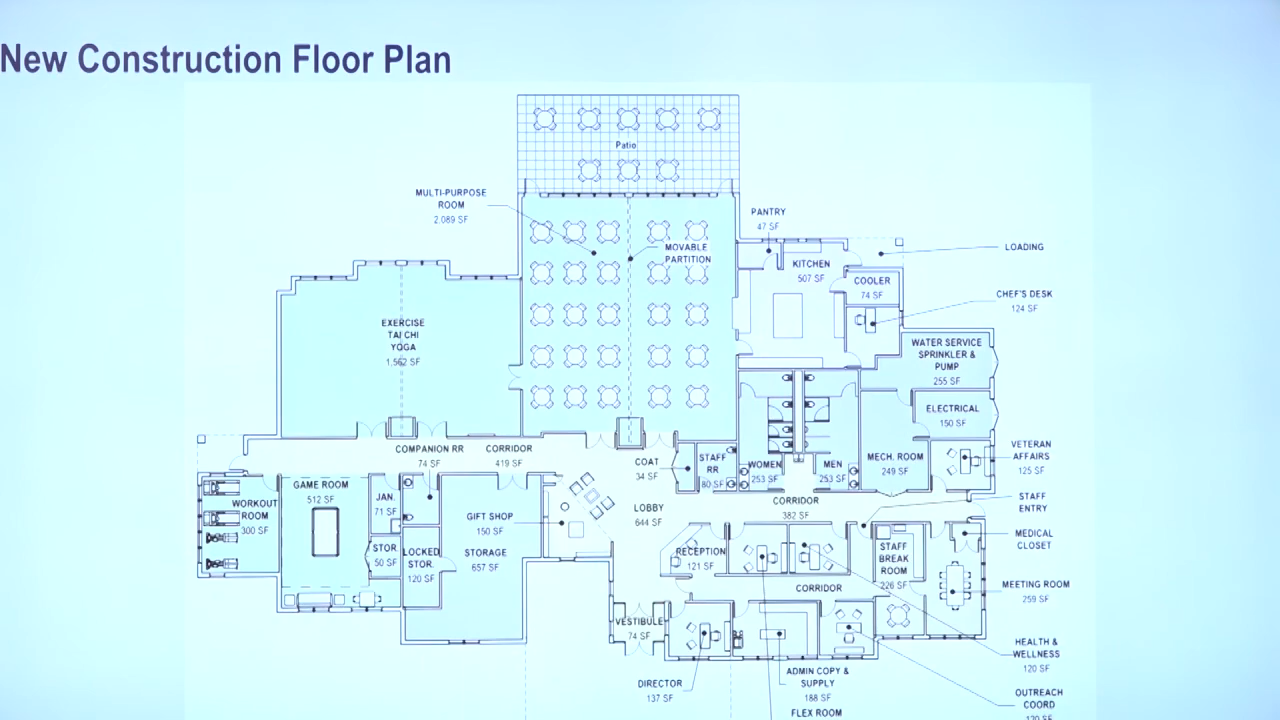 New Construction Floor Plan
Patio
MULTI-PURPOSE
ROOM
2,089 SF
PANTRY
47 SF
MOVABLE
PARTITION
KITCHEN
507 SF
LOADING
COOLER
74 SF
CHEF'S DESK
124 SF
EXERCISE
TAI CHI
YOGA
1,562 SF
WATER SERVICE
SPRINKLER &
PUMP
255 SF
ELECTRICAL
150 SF
COMPANION RR
74 SF
CORRIDOR
419 SF
COAT
34 SF
STAFF
RR
80 SF
WOMEN
253 SF
MEN
253 SF
MECH. ROOM
249 SF
VETERAN
AFFAIRS
125 SF
WORKOUT
ROOM
300 SF
GAME ROOM
512 SF
JAN.
71 SF
GIFT SHOP
150 SF
LOBBY
644 SF
CORRIDOR
382 SF
STAFF
ENTRY
STOR.
50 SF
LOCKED
STOR.
120 SF
STORAGE
657 SF
RECEPTION
121 SF
STAFF
BREAK
ROOM
226 SF
MEDICAL
CLOSET
CORRIDOR
MEETING ROOM
259 SF
VESTIBULE
74 SF
HEALTH &
WELLNESS
120 SF
DIRECTOR
137 SF
ADMIN COPY &
SUPPLY
188 SF
OUTREACH
COORD
120 SF
FLEX ROOM